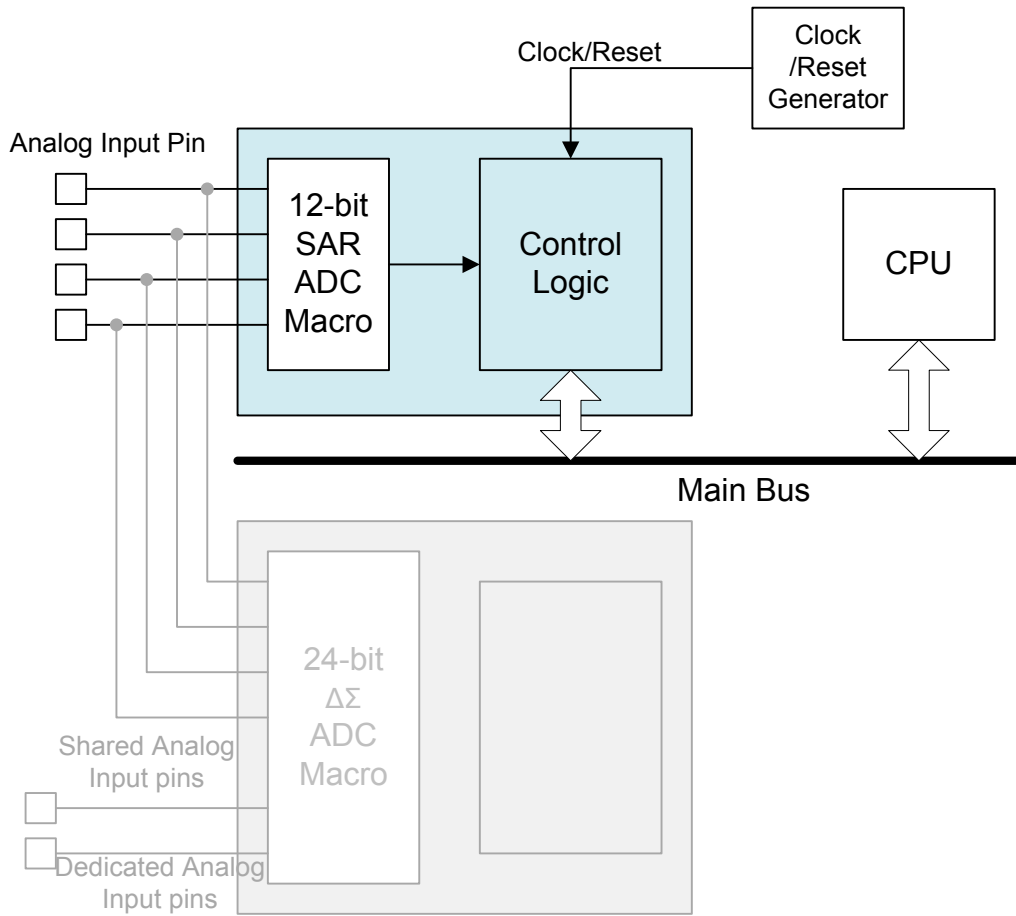 Clock/Reset
Clock
/Reset
Generator
Analog Input Pin
12-bit
SAR
ADC
Macro
Control
Logic
CPU
Main Bus
24-bit
ΔΣ
ADC
Macro
Shared Analog
Input pins
Dedicated Analog
Input pins